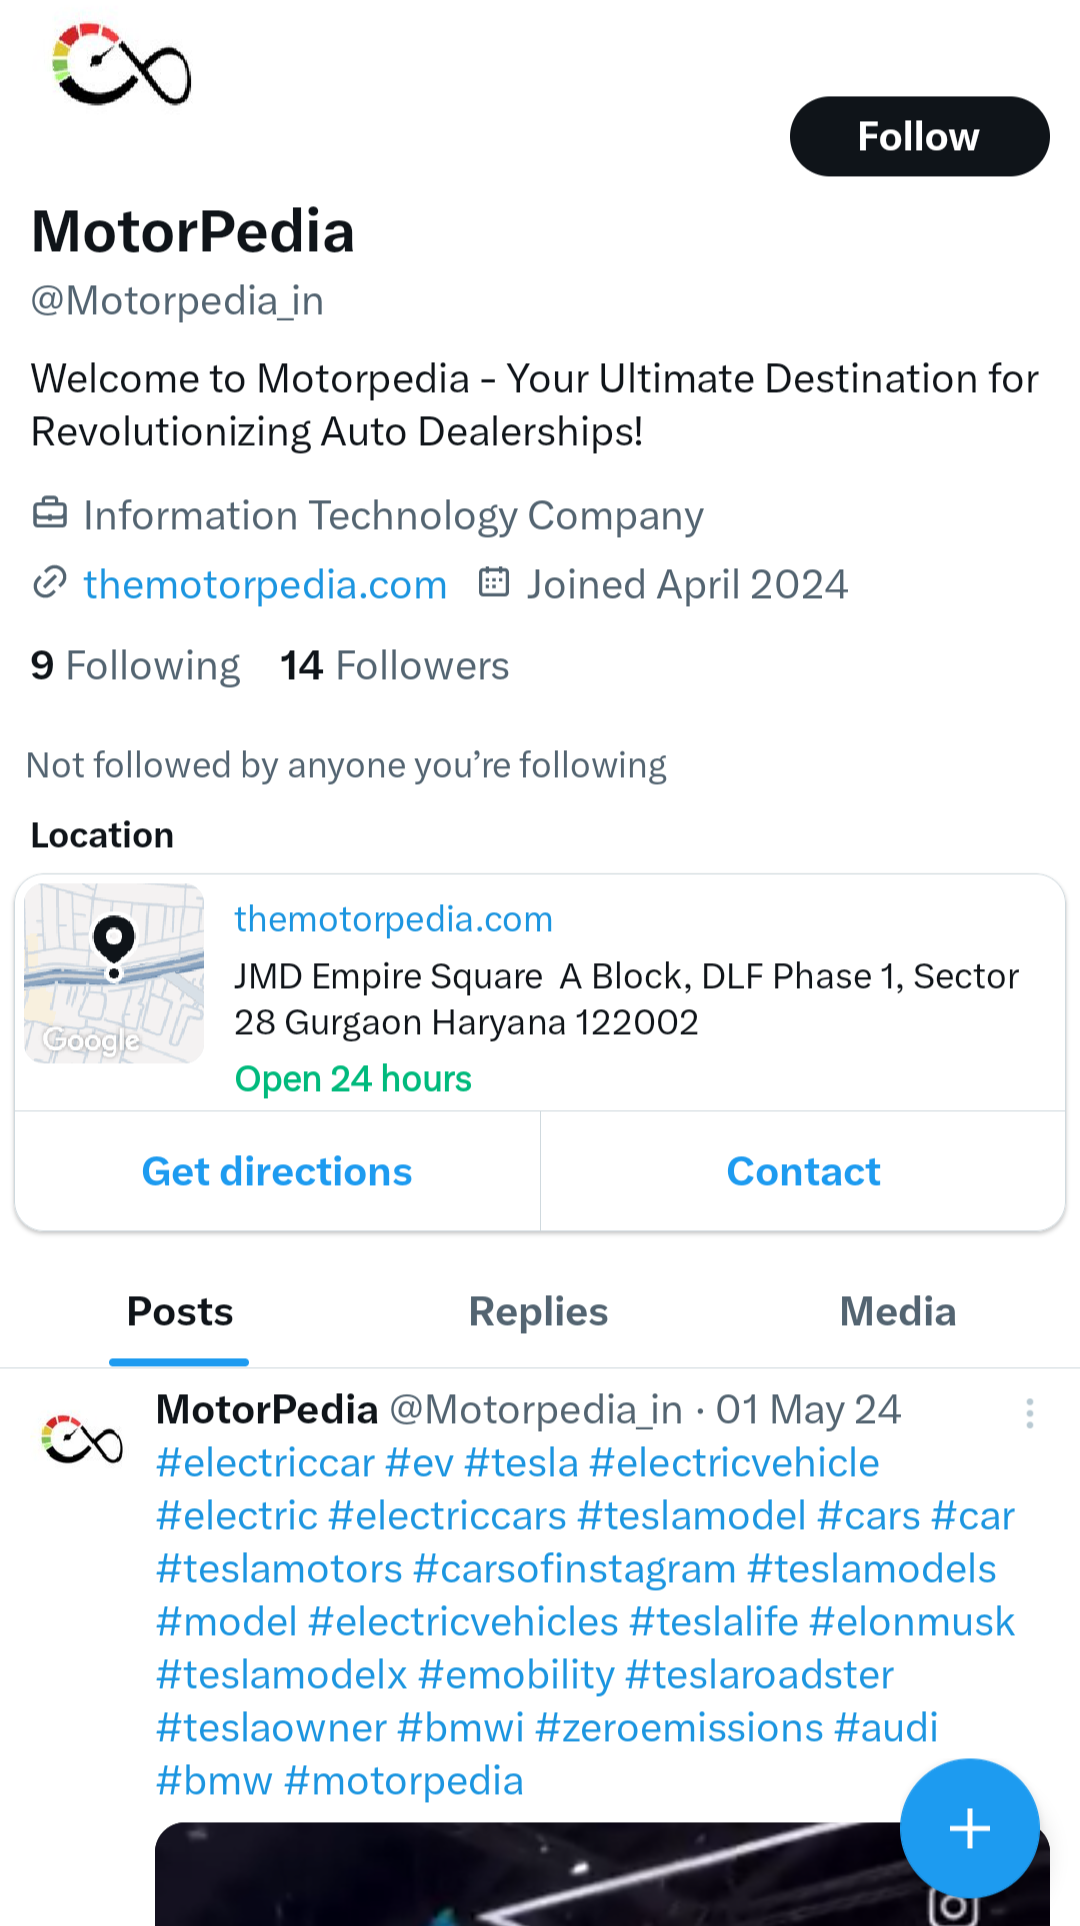 Follow
MotorPedia
@Motorpedia_in
Welcome to Motorpedia - Your Ultimate Destination for
Revolutionizing Auto Dealerships!
Information Technology Company
themotorpedia.com Joined April 2024
9 Following 14 Followers
Not followed by anyone you’re following
Location
themotorpedia.com
JMD Empire Square  A Block, DLF Phase 1, Sector
28 Gurgaon Haryana 122002
Google
Open 24 hours
Get directions Contact
Posts Replies Media
MotorPedia @Motorpedia_in · 01 May 24
#electriccar #ev #tesla #electricvehicle
#electric #electriccars #teslamodel #cars #car
#teslamotors #carsofinstagram #teslamodels
#model #electricvehicles #teslalife #elonmusk
#teslamodelx #emobility #teslaroadster
#teslaowner #bmwi #zeroemissions #audi
#bmw #motorpedia